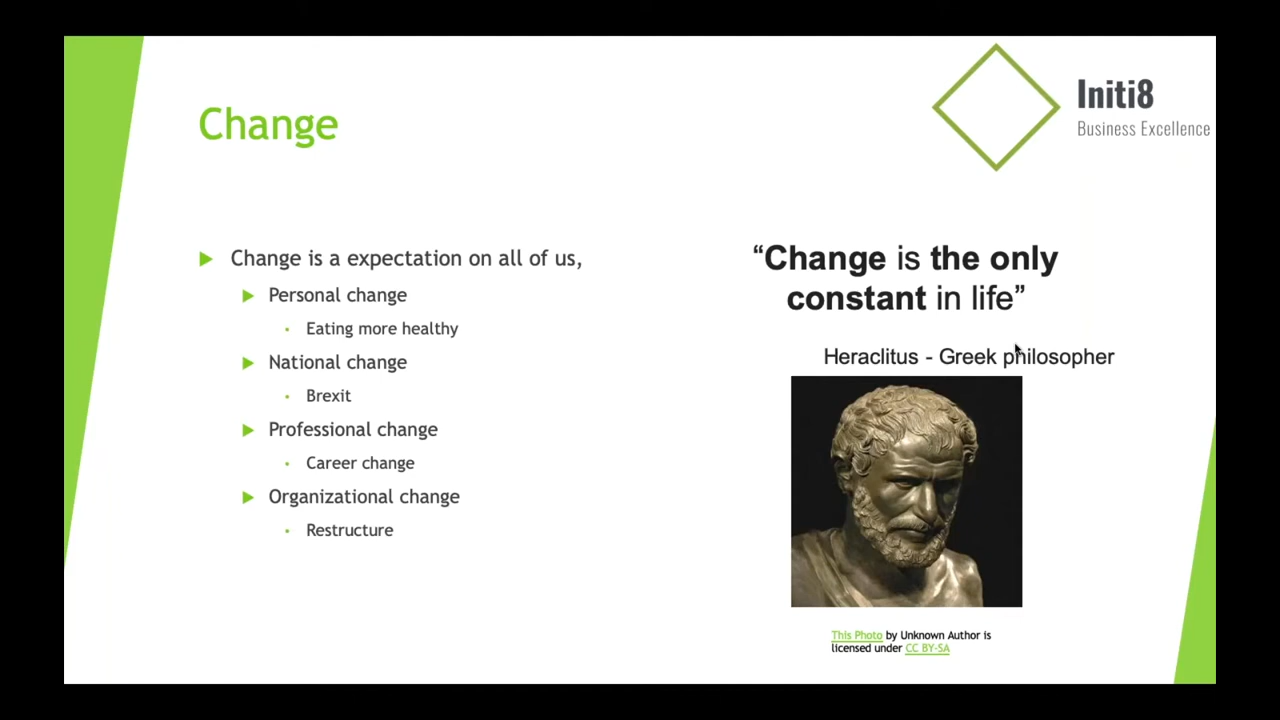 Initi8
Business Excellence
Change
Change is a expectation on all of us,
Personal change
Eating more healthy
National change
Brexit
Professional change
Career change
Organizational change
Restructure
“Change is the only
constant in life”
Heraclitus - Greek philosopher
This Photo by Unknown Author is
licensed under CC BY-SA